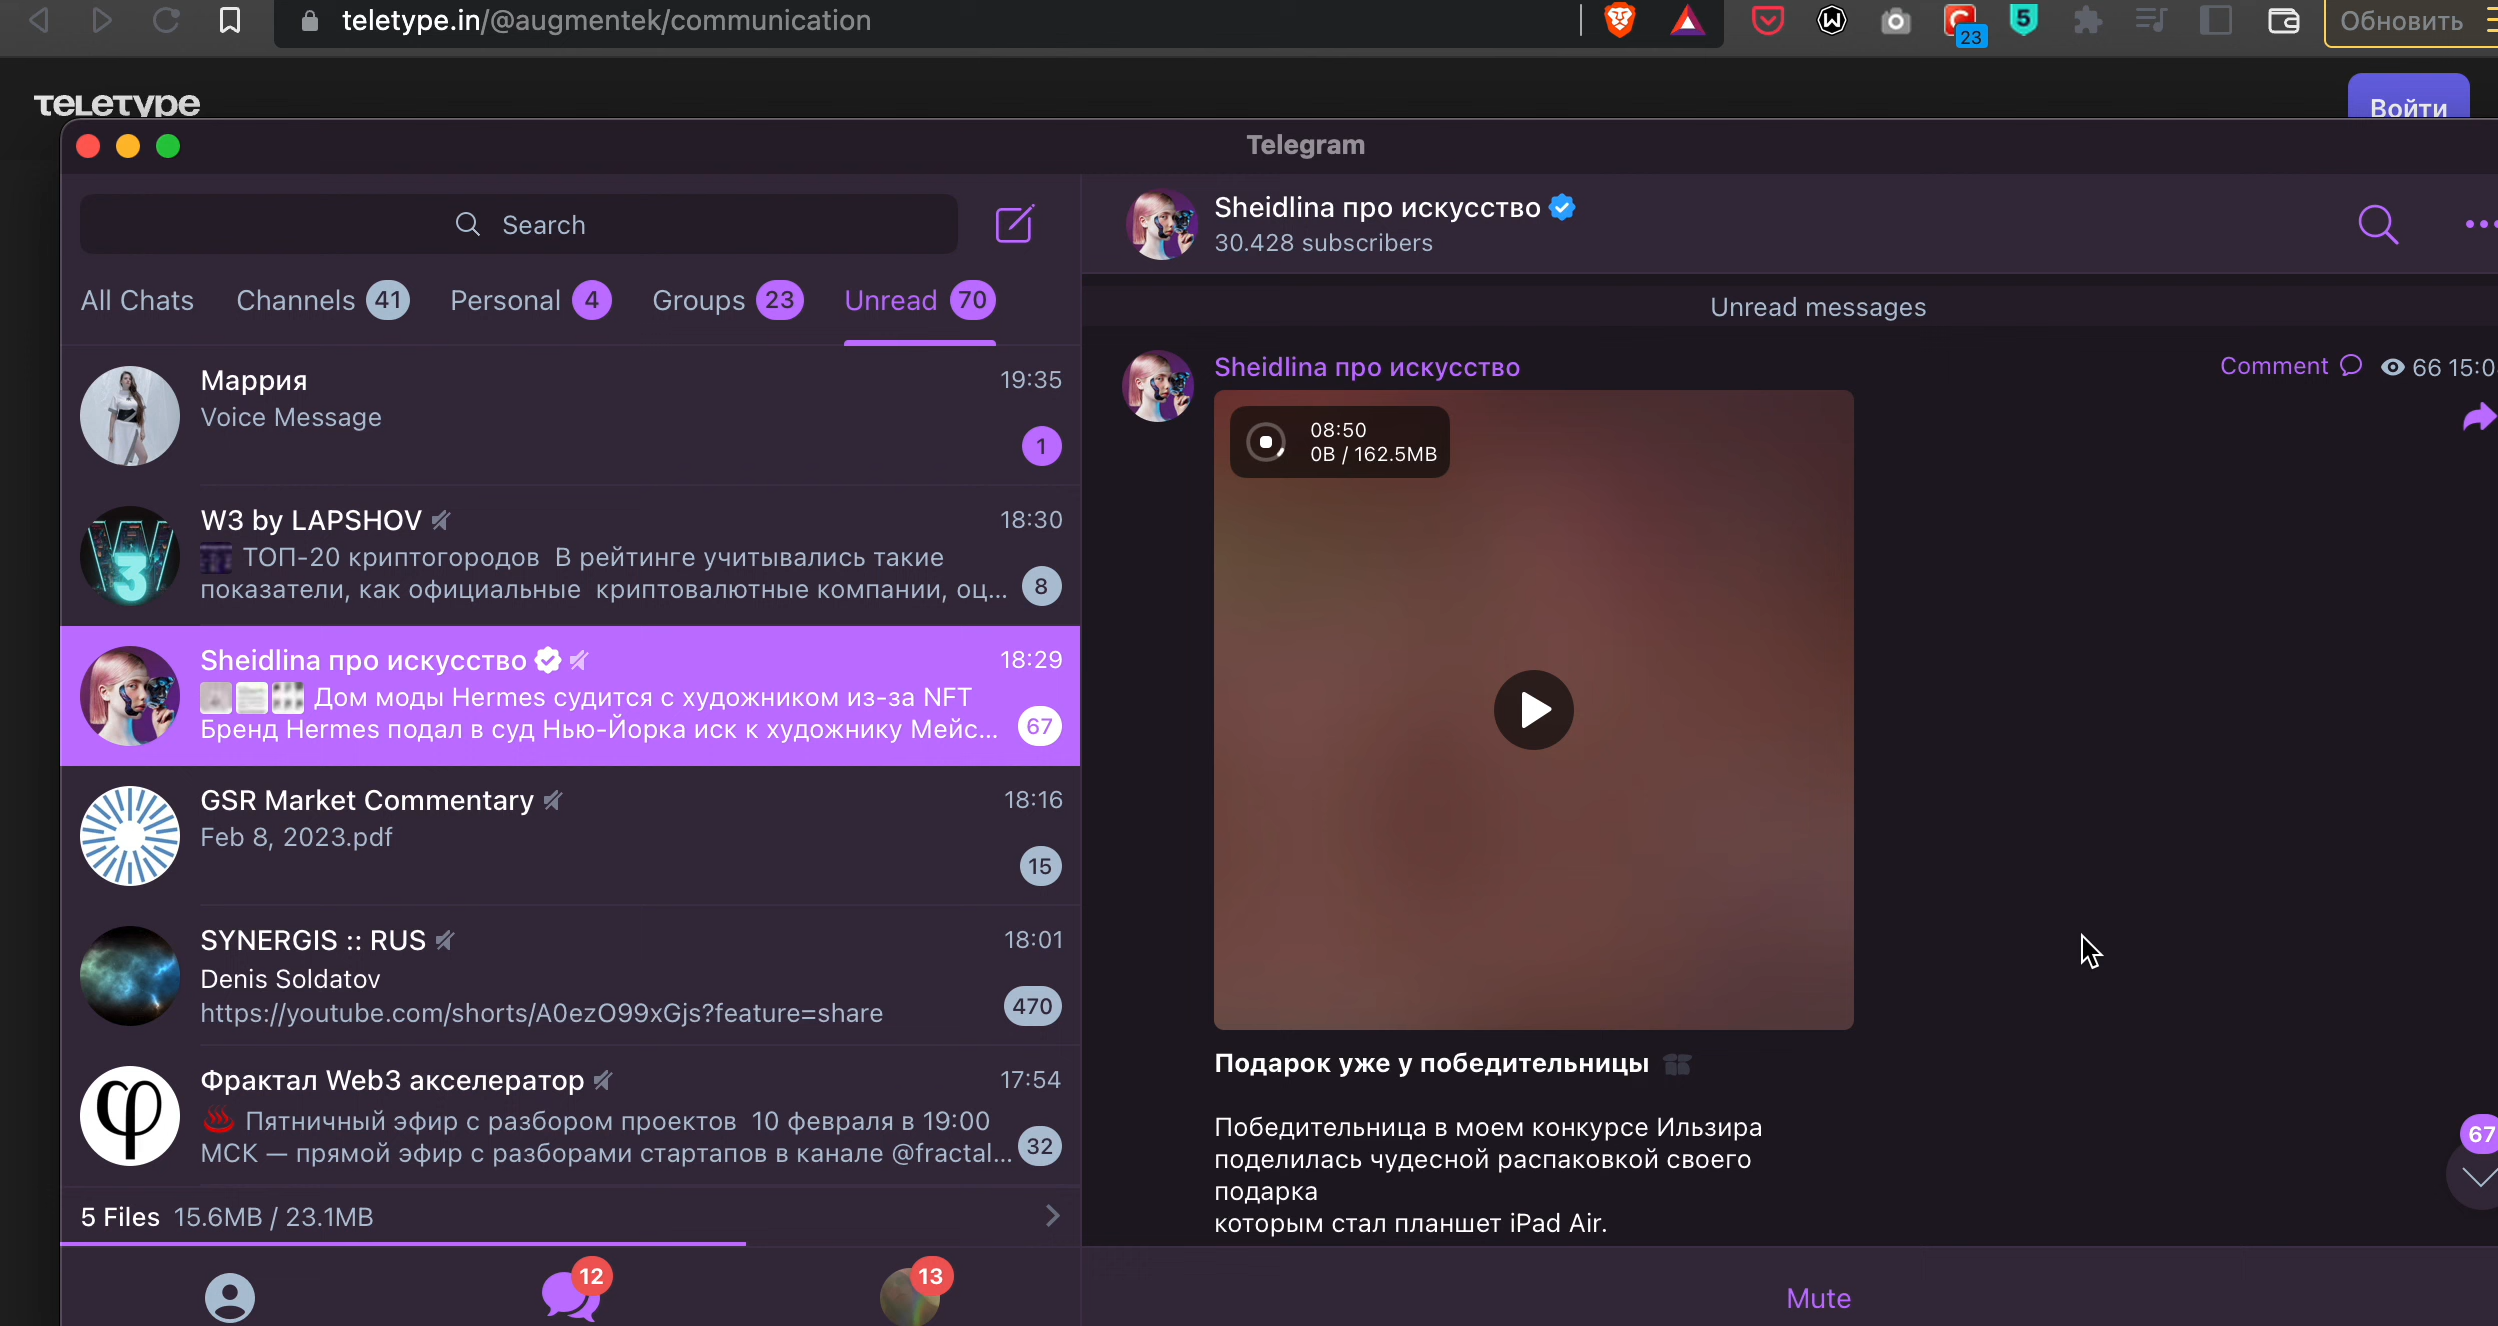 teletype.in/@augmentek/communication
23
5
Обновить
TELETYPE
Войти
Telegram
Search
All Chats
Channels 41
Personal 4
Groups 23
Unread 70
Маррия 19:35
Voice Message
1
W3 by LAPSHOV 18:30
ТОП-20 криптогородов В рейтинге учитывались такие
показатели, как официальные криптовалютные компании, оц...
8
Sheidlina про искусство 18:29
Дом моды Hermes судится с художником из-за NFT
Бренд Hermes подал в суд Нью-Йорка иск к художнику Мейс...
67
GSR Market Commentary 18:16
Feb 8, 2023.pdf
15
SYNERGIS :: RUS 18:01
Denis Soldatov
https://youtube.com/shorts/A0ezO99xGjs?feature=share
470
Фрактал Web3 акселератор 17:54
Пятничный эфир с разбором проектов 10 февраля в 19:00
МСК — прямой эфир с разборами стартапов в канале @fractal...
32
5 Files 15.6MB / 23.1MB
12
13
Sheidlina про искусство
30.428 subscribers
Unread messages
Sheidlina про искусство
Comment 66
08:50
0B / 162.5MB
Подарок уже у победительницы
Победительница в моем конкурсе Ильзира
поделилась чудесной распаковкой своего
подарка
которым стал планшет iPad Air.
67
Mute